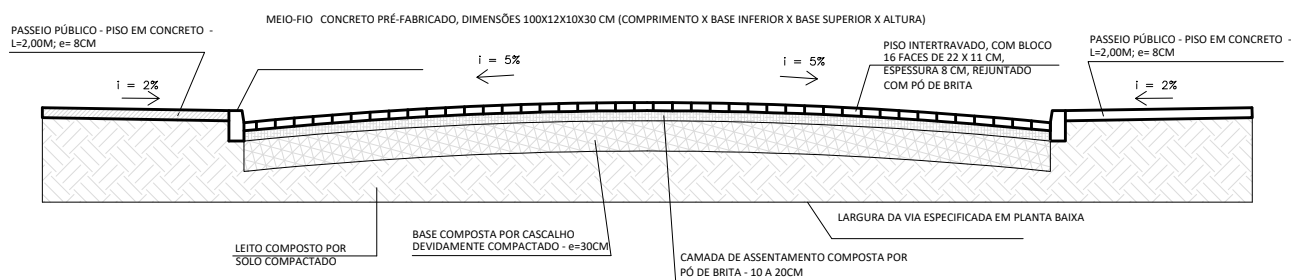 MEIO-FIO CONCRETO PRÉ-FABRICADO, DIMENSÕES 100X12X10X30 CM (COMPRIMENTO X BASE INFERIOR X BASE SUPERIOR X ALTURA)
PASSEIO PÚBLICO - PISO EM CONCRETO -
L=2,00M; e= 8CM
i = 2%
i = 5%
i = 5%
PISO INTERTRAVADO, COM BLOCO
16 FACES DE 22 X 11 CM,
ESPESSURA 8 CM, REJUNTADO
COM PÓ DE BRITA
PASSEIO PÚBLICO - PISO EM CONCRETO -
L=2,00M; e= 8CM
i = 2%
LEITO COMPOSTO POR
SOLO COMPACTADO
BASE COMPOSTA POR CASCALHO
DEVIDAMENTE COMPACTADO - e=30CM
CAMADA DE ASSENTAMENTO COMPOSTA POR
PÓ DE BRITA - 10 A 20CM
LARGURA DA VIA ESPECIFICADA EM PLANTA BAIXA